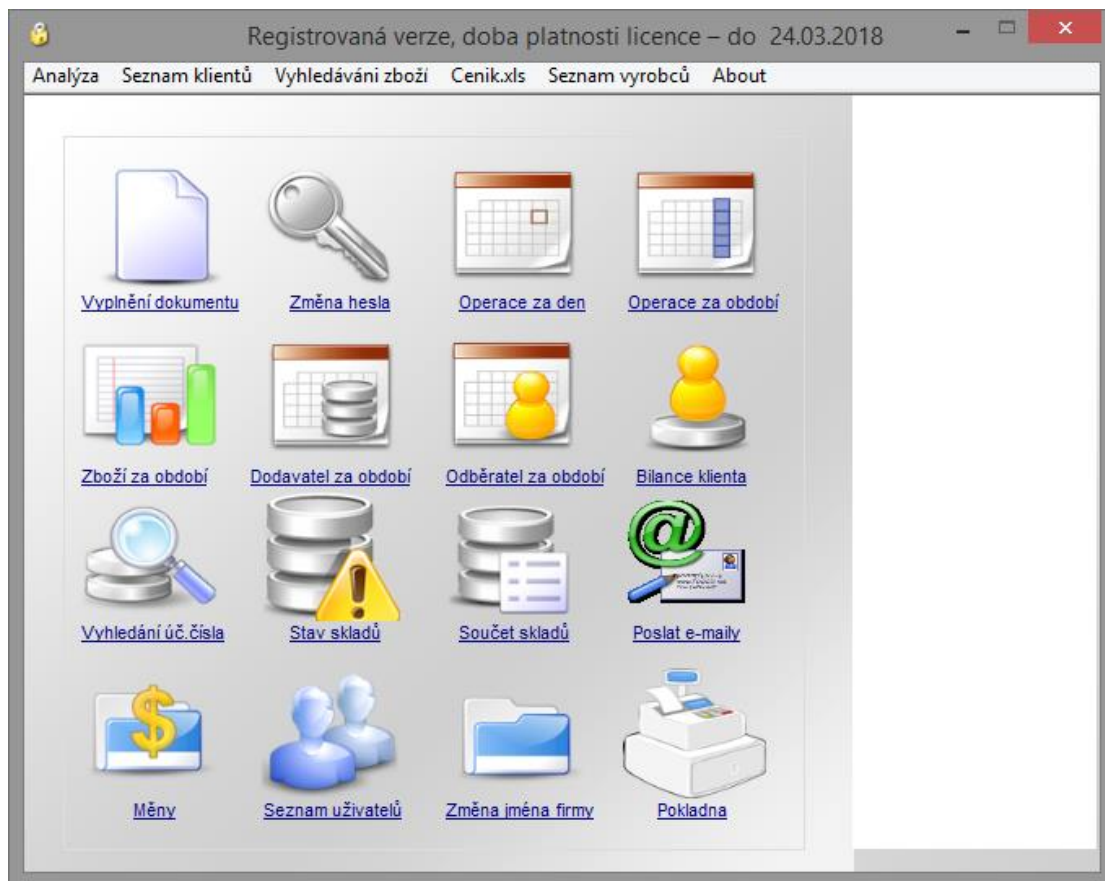 Registrovaná verze, doba platnosti licence – do 24.03.2018
Analýza Seznam klientů Vyhledáváni zboží Cenik.xls Seznam vyrobců About
Vyplnění dokumentu Změna hesla Operace za den Operace za období
Zboží za období Dodavatel za období Odběratel za období Bilance klienta
Vyhledání úč.čísla Stav skladů Součet skladů Poslat e-maily
Měny Seznam uživatelů Změna jména firmy Pokladna